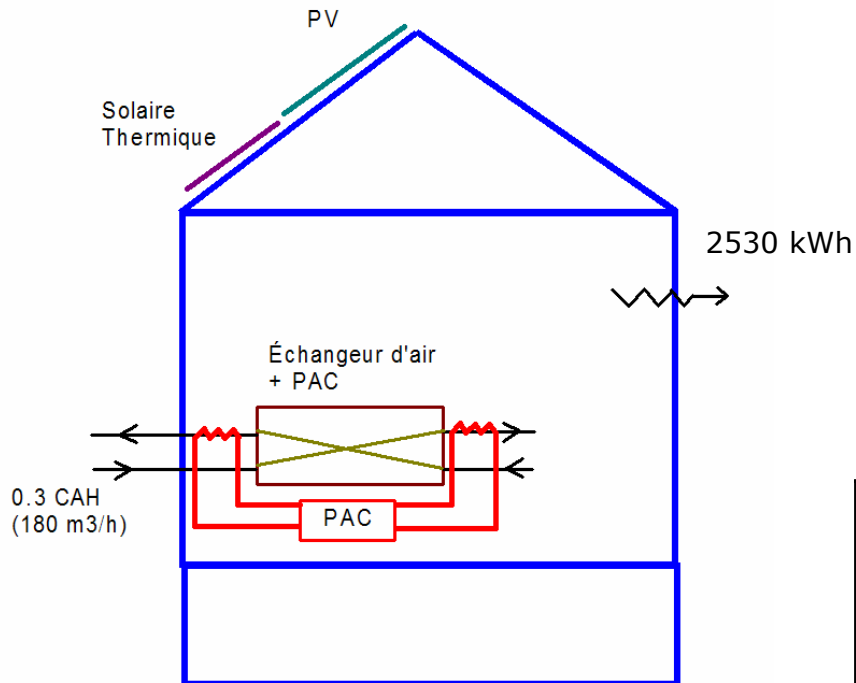 PV
Solaire
Thermique
2530 kWh
Échangeur d'air
+ PAC
0.3 CAH
(180 m3/h)
PAC